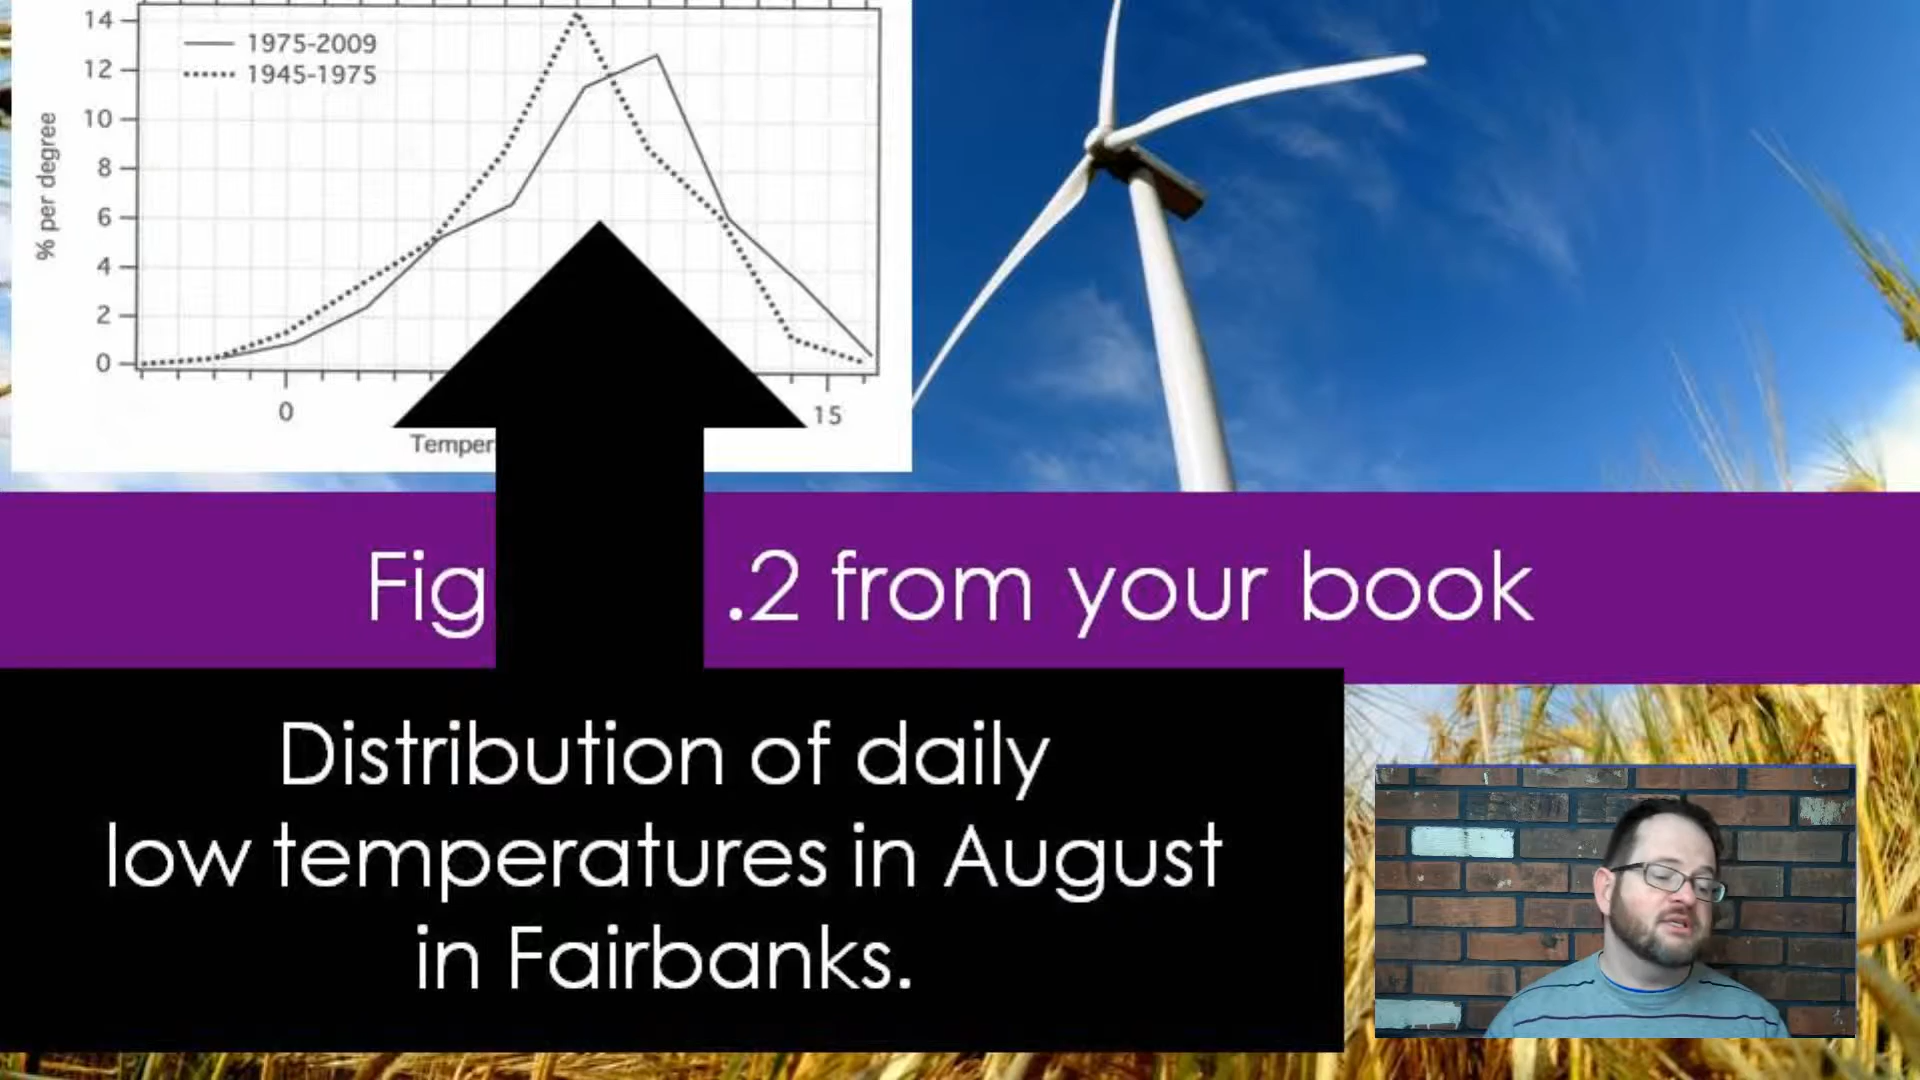 14
12
10
8
6
4
2
0
% per degree
1975-2009
1945-1975
0
15
Temper
Fig .2 from your book
Distribution of daily
low temperatures in August
in Fairbanks.